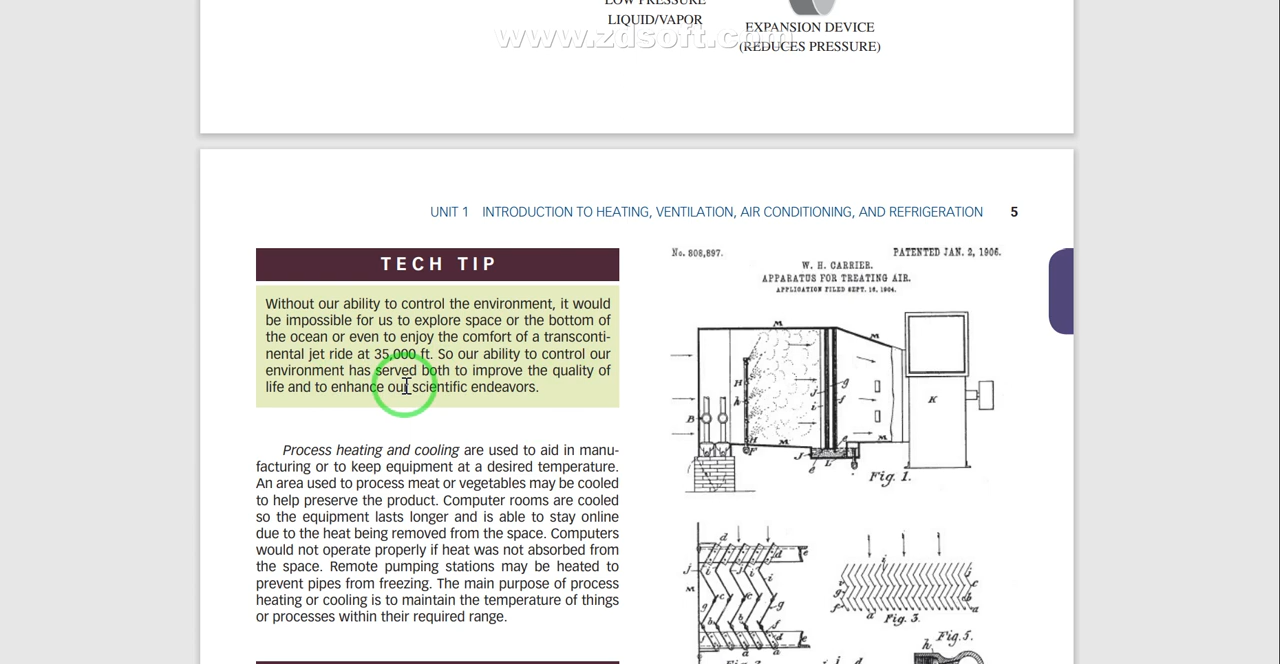 LOW PRESSURE
LIQUID/VAPOR
EXPANSION DEVICE
(REDUCES PRESSURE)
www.zdsoft.com
UNIT 1 INTRODUCTION TO HEATING, VENTILATION, AIR CONDITIONING, AND REFRIGERATION 5
TECH TIP
Without our ability to control the environment, it would
be impossible for us to explore space or the bottom of
the ocean or even to enjoy the comfort of a transconti-
nental jet ride at 35,000 ft. So our ability to control our
environment has served both to improve the quality of
life and to enhance our scientific endeavors.
Process heating and cooling are used to aid in manu-
facturing or to keep equipment at a desired temperature.
An area used to process meat or vegetables may be cooled
to help preserve the product. Computer rooms are cooled
so the equipment lasts longer and is able to stay online
due to the heat being removed from the space. Computers
would not operate properly if heat was not absorbed from
the space. Remote pumping stations may be heated to
prevent pipes from freezing. The main purpose of process
heating or cooling is to maintain the temperature of things
or processes within their required range.
No. 808,897.
PATENTED JAN. 2, 1906.
W. H. CARRIER.
APPARATUS FOR TREATING AIR.
APPLICATION FILED SEPT. 16, 1904.
M
M
H
h
B
H
F
M
j
i
g
f
M
K
J
e
L
Fig. 1.
d
d
e
j
i
M
g
c
c
g
b
b
f
d
e
a
a
i
Fig. 3.
Fig. 5.
h